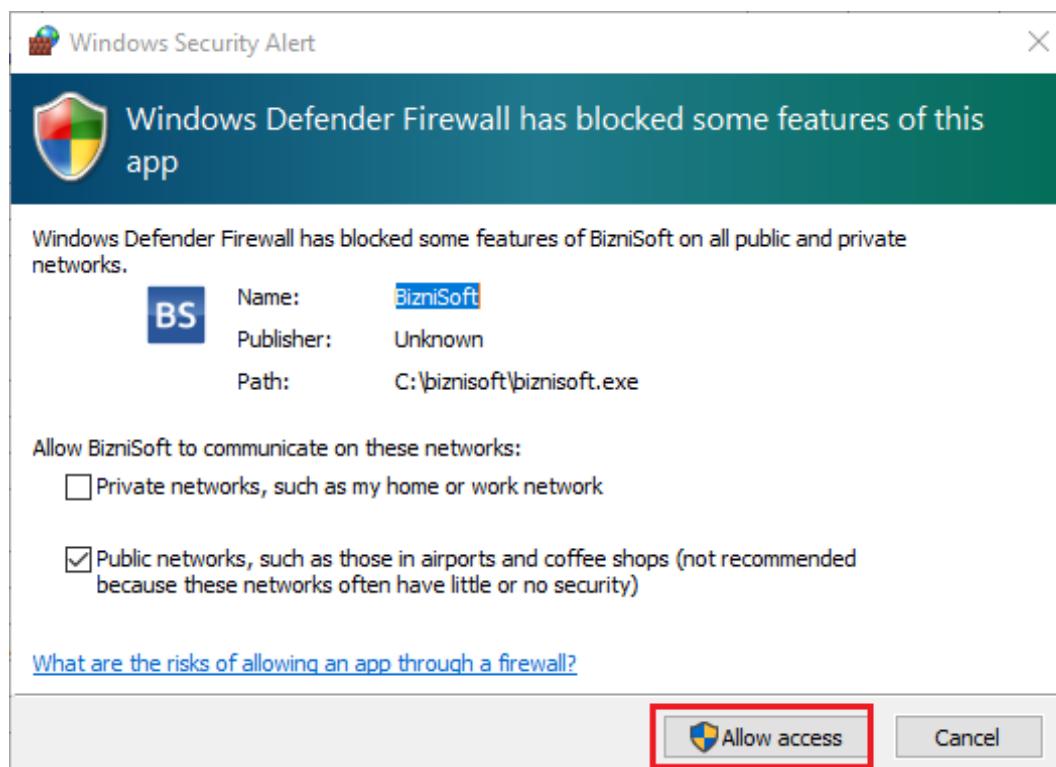 Windows Security Alert
Windows Defender Firewall has blocked some features of this
app
Windows Defender Firewall has blocked some features of BizniSoft on all public and private
networks.
BS
Name: BizniSoft
Publisher: Unknown
Path: C:\biznisoft\biznisoft.exe
Allow BizniSoft to communicate on these networks:
Private networks, such as my home or work network
Public networks, such as those in airports and coffee shops (not recommended
because these networks often have little or no security)
What are the risks of allowing an app through a firewall?
Allow access Cancel